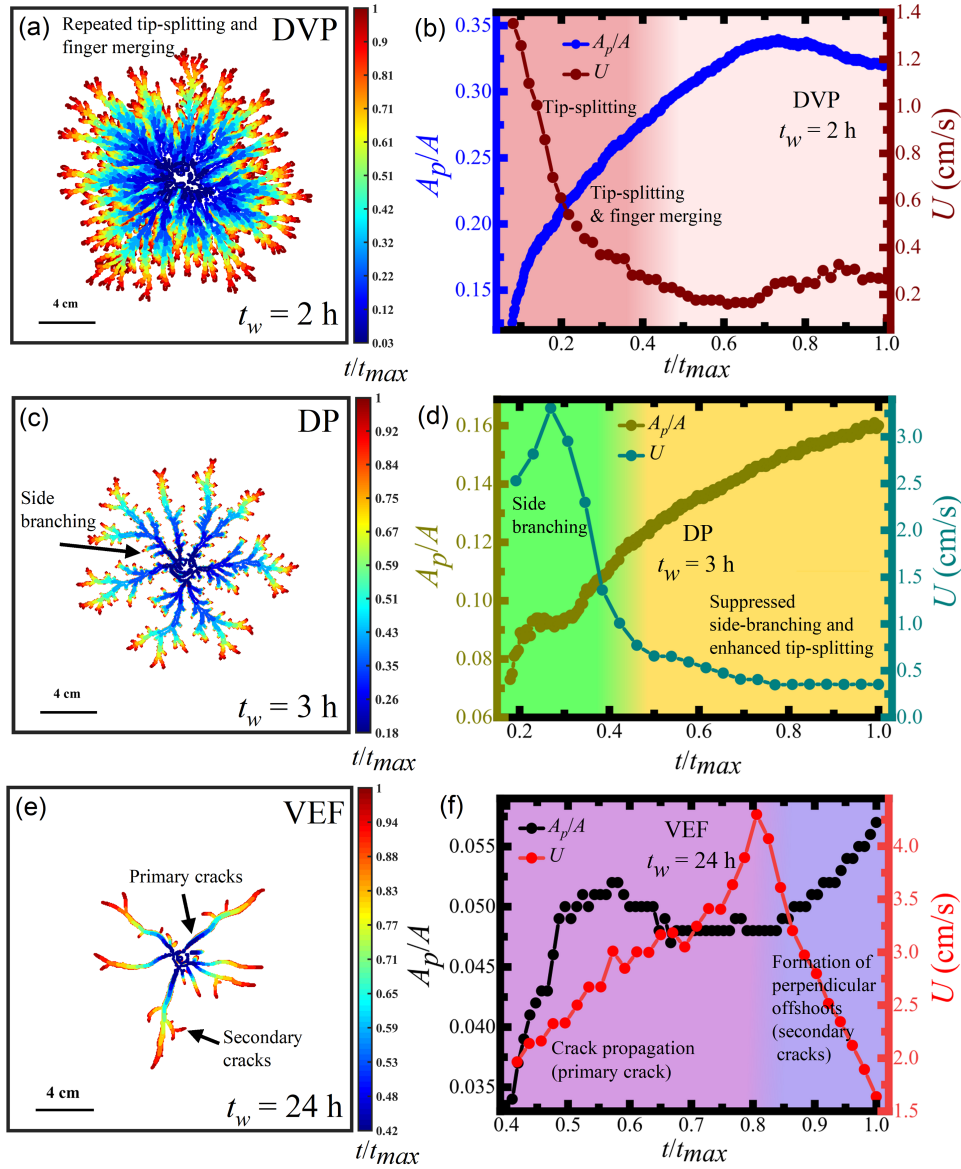 (a)
Repeated tip-splitting and
finger merging
DVP
4 cm
t_w = 2 h
1
0.90
0.81
0.71
0.61
0.51
0.42
0.32
0.22
0.12
0.03
t/t_max
(b)
A_p/A
U
0.35
0.30
0.25
0.20
0.15
A_p/A
Tip-splitting
Tip-splitting
& finger merging
DVP
t_w = 2 h
1.4
1.2
1.0
0.8
0.6
0.4
0.2
U (cm/s)
0.2 0.4 0.6 0.8 1.0
t/t_max
(c)
DP
Side
branching
4 cm
t_w = 3 h
1
0.92
0.84
0.76
0.67
0.59
0.51
0.43
0.35
0.26
0.18
t/t_max
(d)
A_p/A
U
0.16
0.14
0.12
0.10
0.08
0.06
A_p/A
Side
branching
DP
t_w = 3 h
Suppressed
side-branching and
enhanced tip-splitting
3.0
2.5
2.0
1.5
1.0
0.5
0.0
U (cm/s)
0.2 0.4 0.6 0.8 1.0
t/t_max
(e)
VEF
Primary cracks
Secondary
cracks
4 cm
t_w = 24 h
1
0.94
0.88
0.82
0.77
0.71
0.65
0.59
0.53
0.48
0.42
t/t_max
(f)
A_p/A
U
0.055
0.050
0.045
0.040
0.035
A_p/A
VEF
t_w = 24 h
Crack propagation
(primary crack)
Formation of
perpendicular
offshoots
(secondary
cracks)
4.0
3.5
3.0
2.5
2.0
1.5
U (cm/s)
0.4 0.5 0.6 0.7 0.8 0.9 1.0
t/t_max